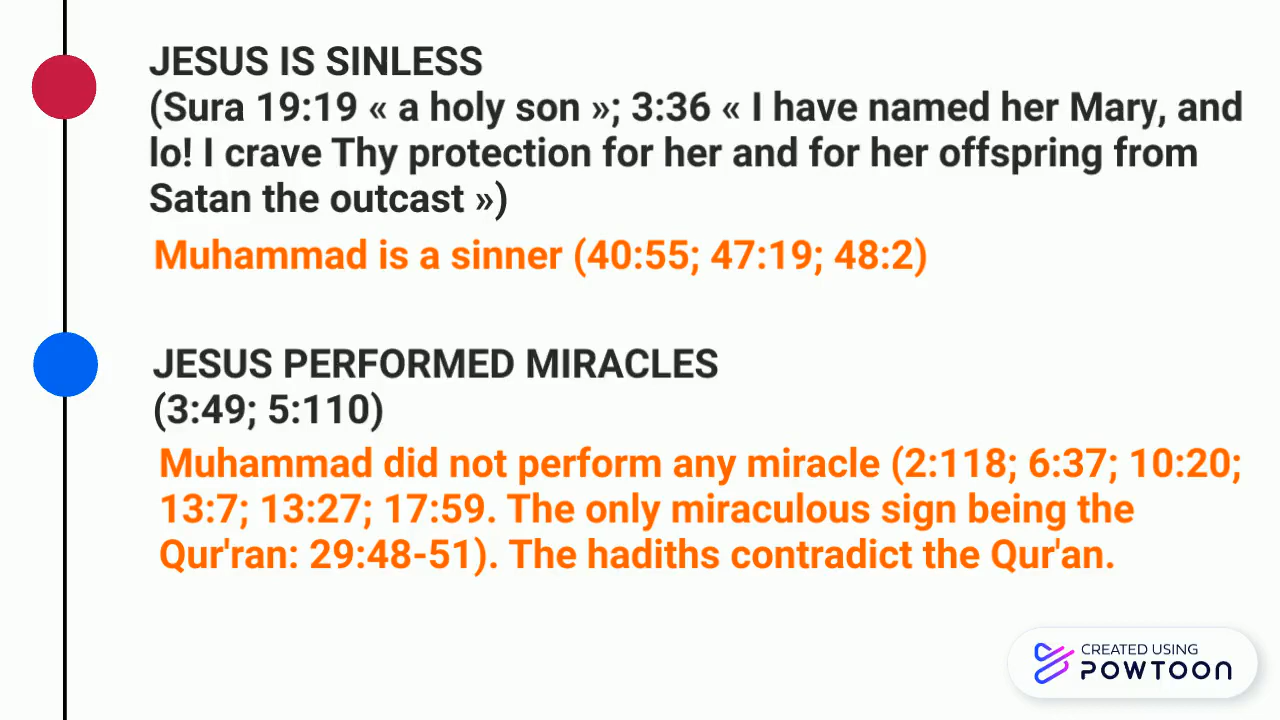 JESUS IS SINLESS
(Sura 19:19 « a holy son »; 3:36 « I have named her Mary, and
lo! I crave Thy protection for her and for her offspring from
Satan the outcast »)
Muhammad is a sinner (40:55; 47:19; 48:2)
JESUS PERFORMED MIRACLES
(3:49; 5:110)
Muhammad did not perform any miracle (2:118; 6:37; 10:20;
13:7; 13:27; 17:59. The only miraculous sign being the
Qur'ran: 29:48-51). The hadiths contradict the Qur'an.
CREATED USING
POWTOON